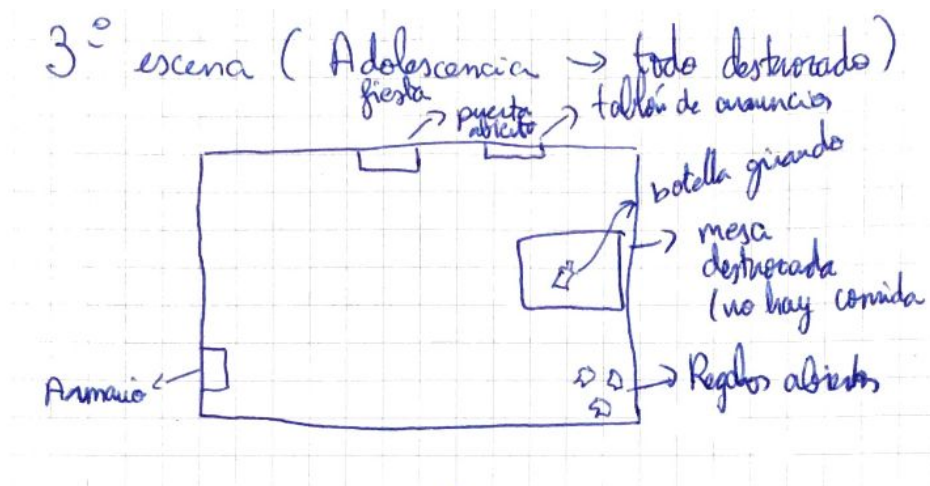 3º escena ( Adolescencia → todo destrozado)
fiesta
puerta
abierta
tablón de anuncios
botella girando
mesa
destrozada
(no hay comida
Armario
Regalos abiertos